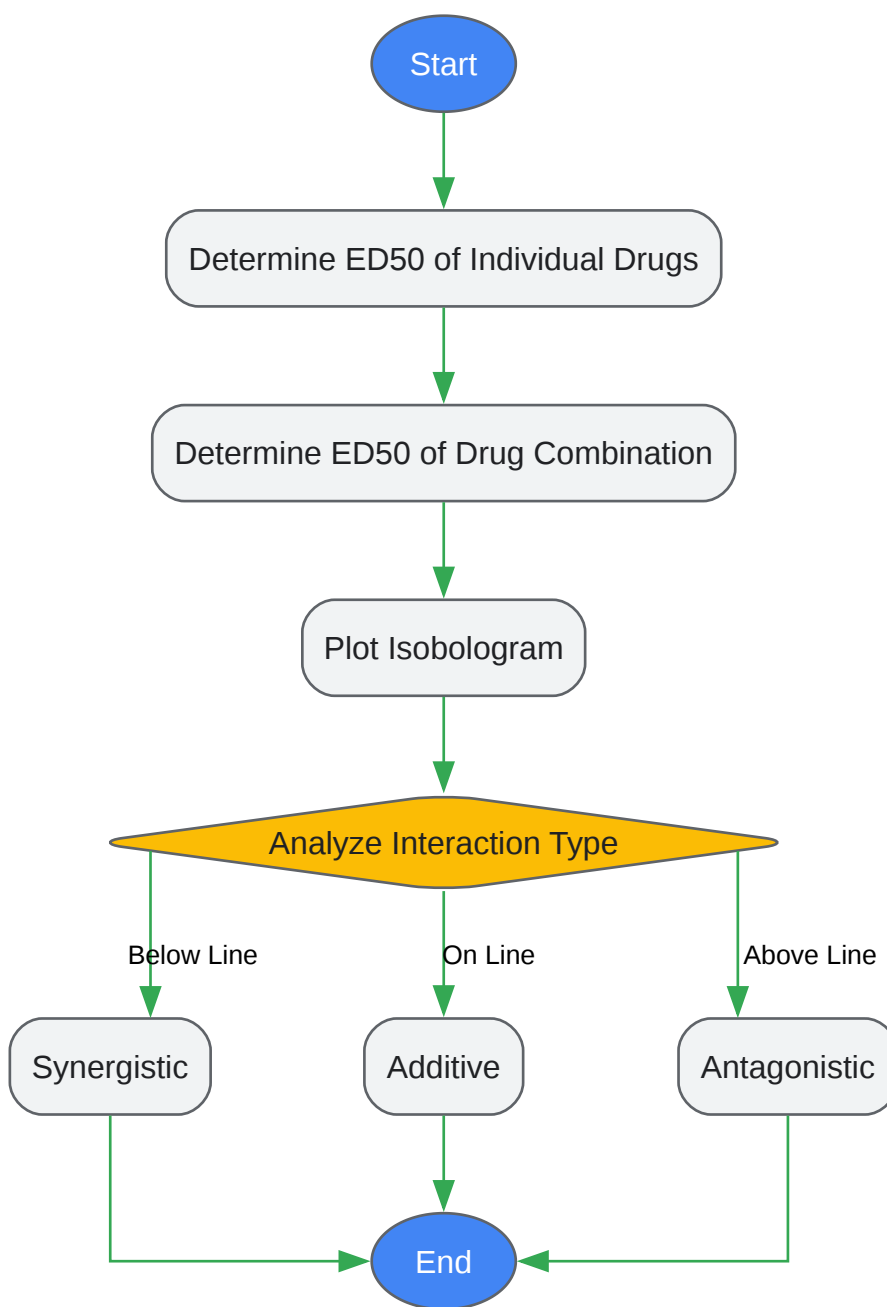 Start
Determine ED50 of Individual Drugs
Determine ED50 of Drug Combination
Plot Isobologram
Analyze Interaction Type
Below Line
On Line
Above Line
Synergistic
Additive
Antagonistic
End